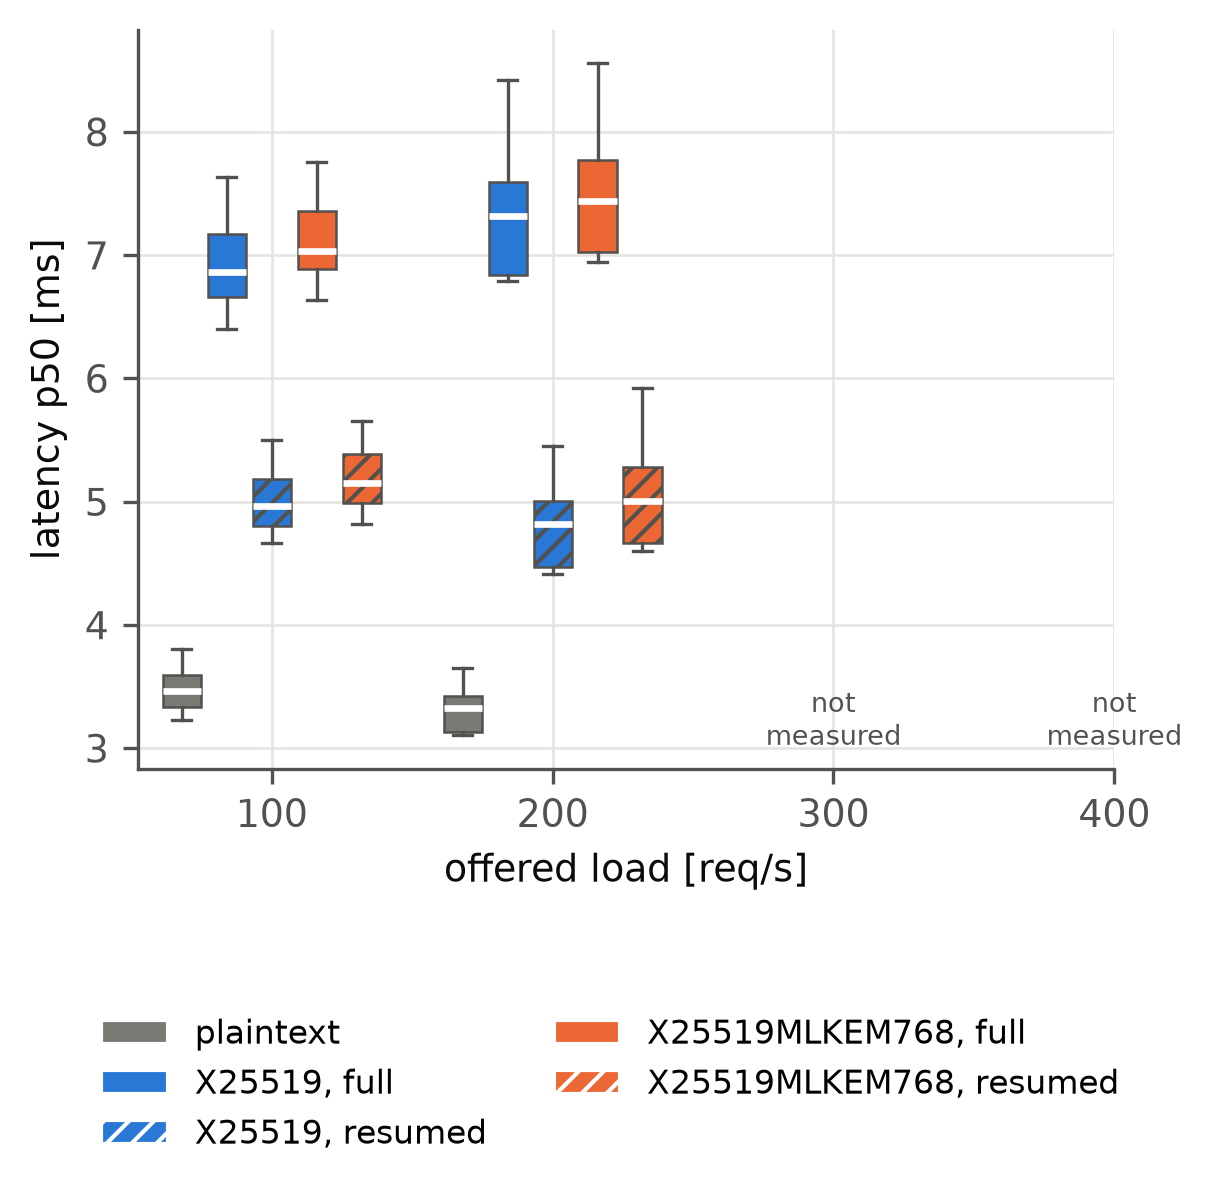 latency p50 [ms]
8
7
6
5
4
3
not
measured
not
measured
100
200
300
400
offered load [req/s]
plaintext
X25519, full
X25519, resumed
X25519MLKEM768, full
X25519MLKEM768, resumed